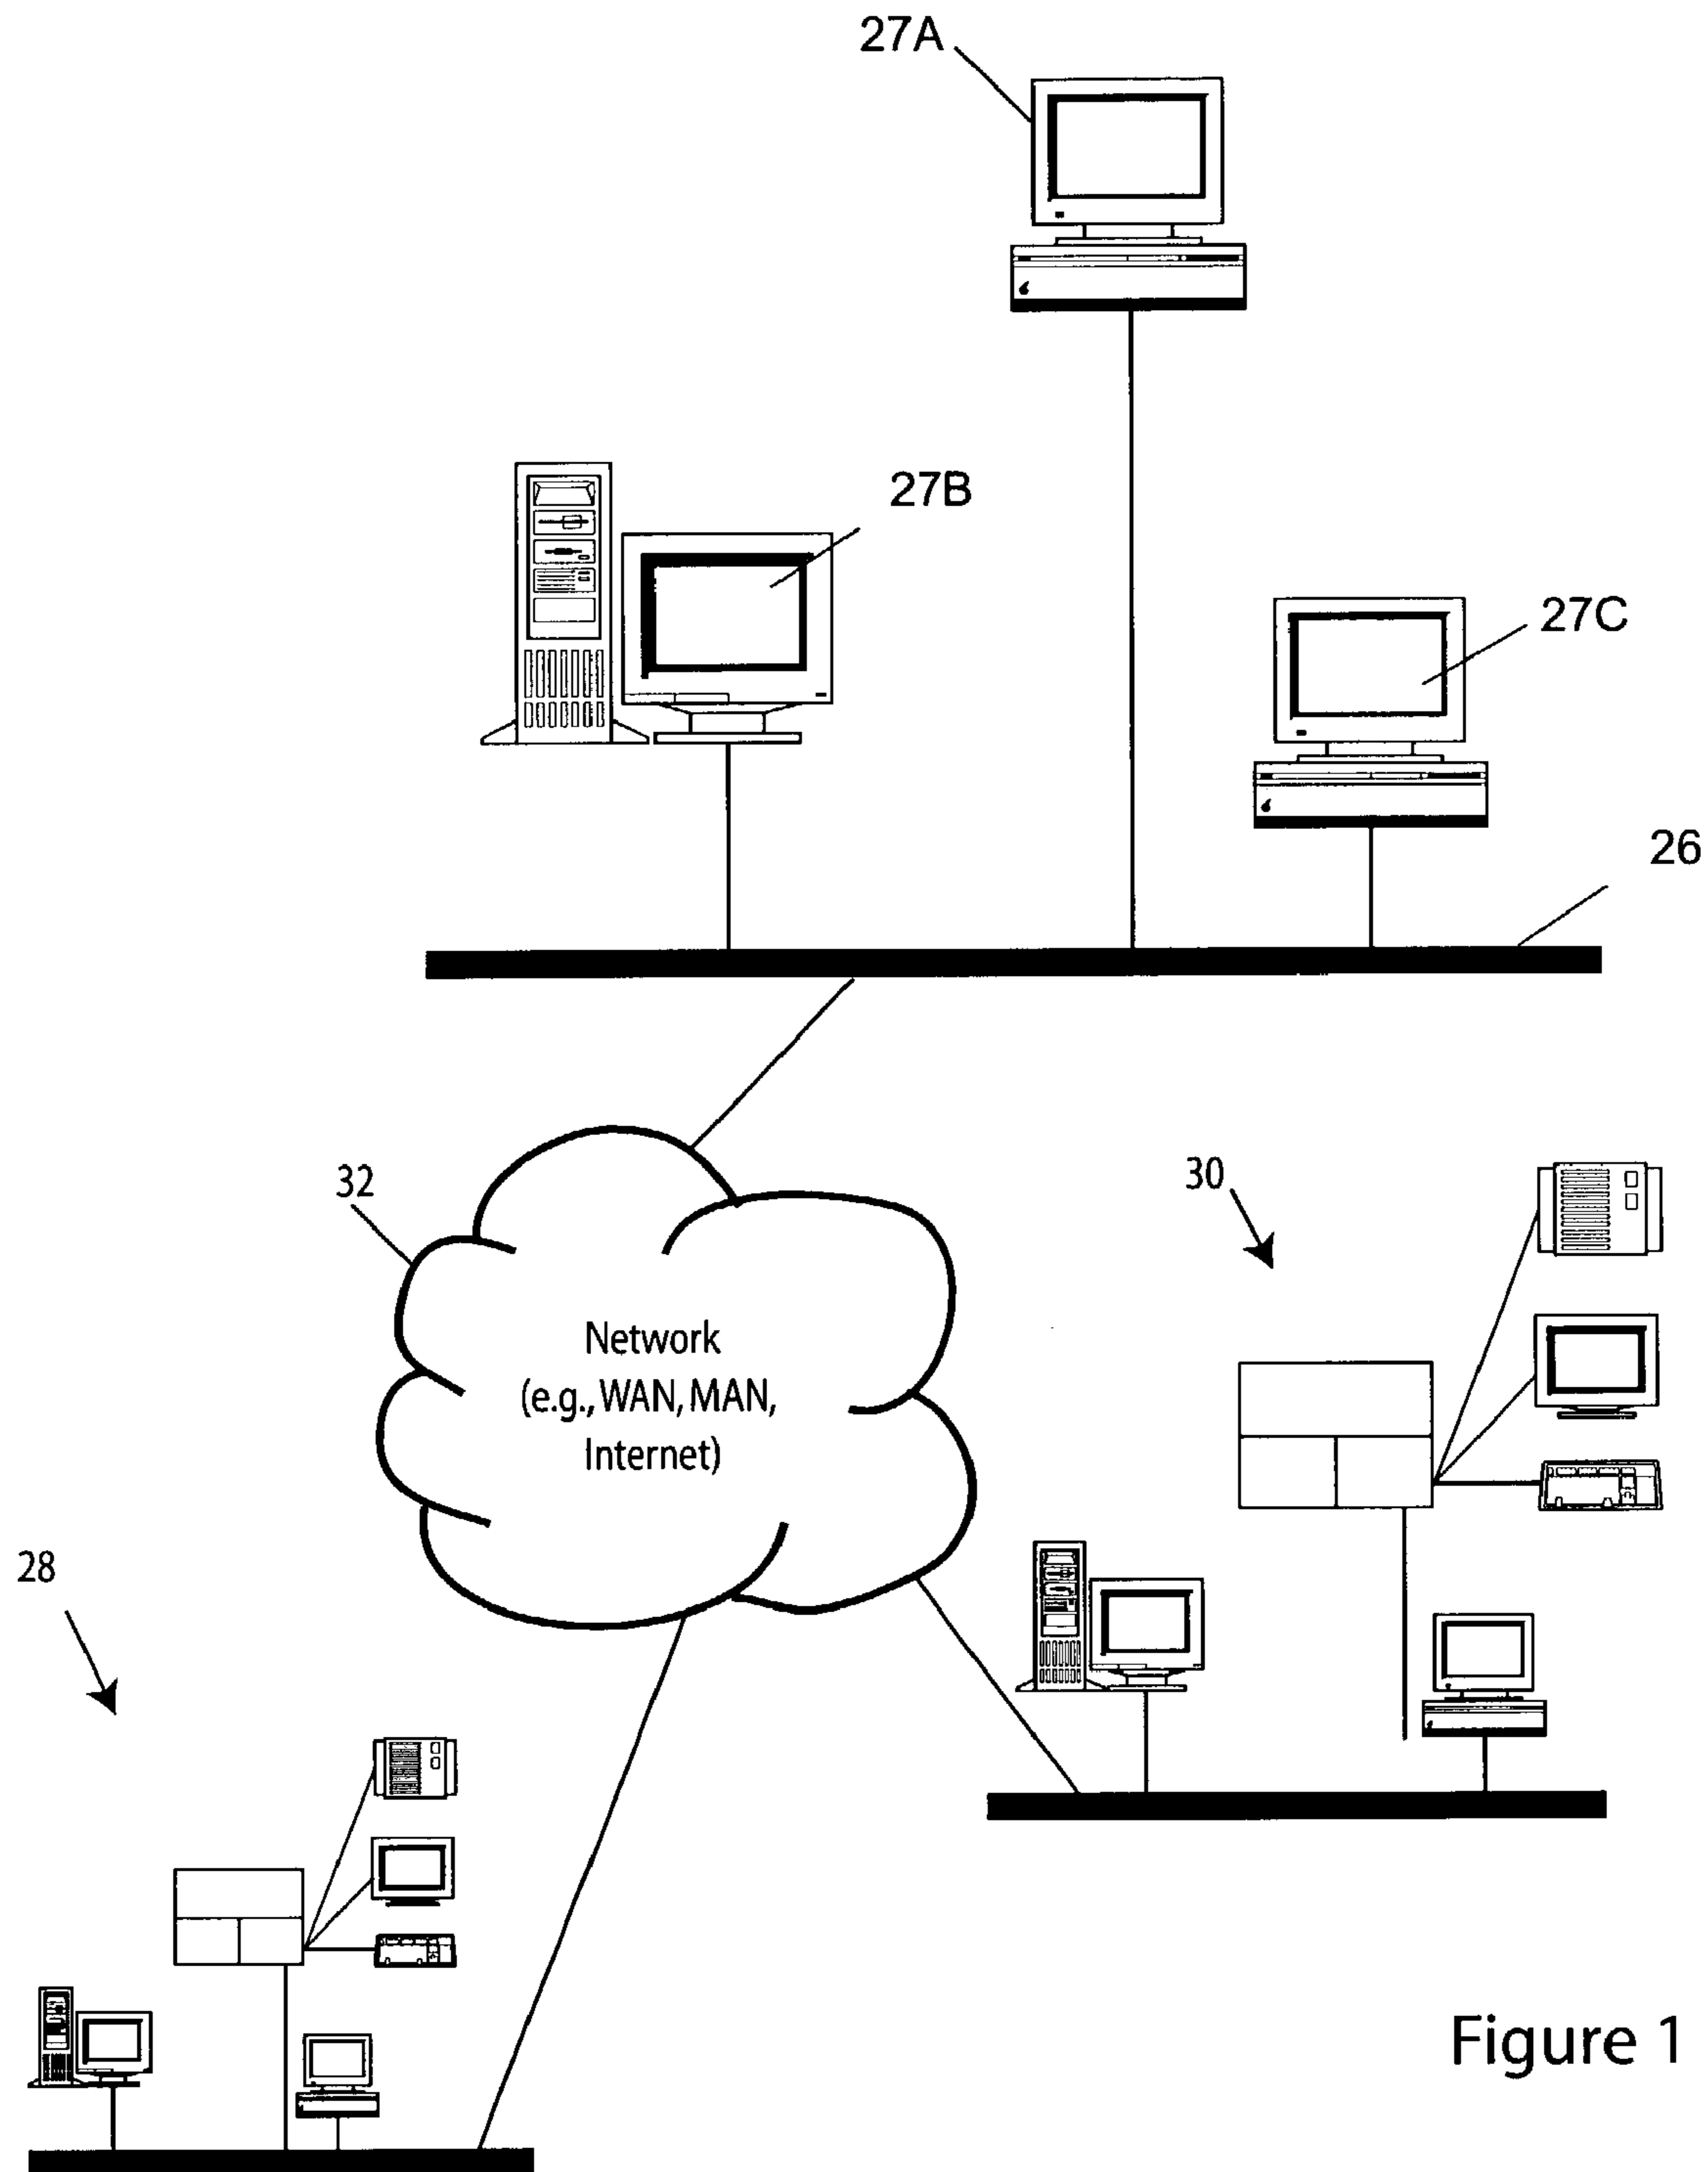 27A
27B
27C
26
32
30
Network
(e.g., WAN, MAN,
Internet)
28
Figure 1